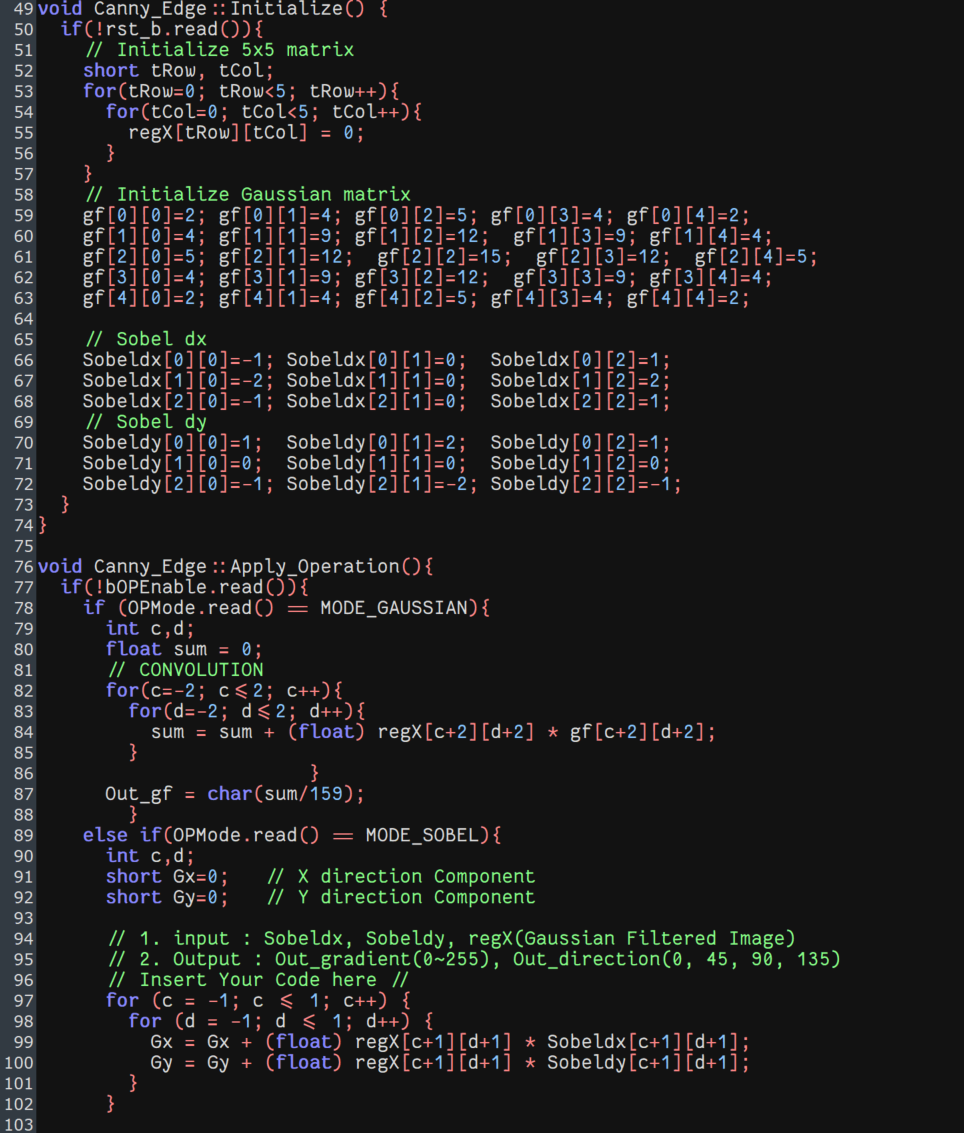 49 void Canny_Edge::Initialize() {
50   if(!rst_b.read()){
51     // Initialize 5x5 matrix
52     short tRow, tCol;
53     for(tRow=0; tRow<5; tRow++){
54       for(tCol=0; tCol<5; tCol++){
55         regX[tRow][tCol] = 0;
56       }
57     }
58     // Initialize Gaussian matrix
59     gf[0][0]=2; gf[0][1]=4; gf[0][2]=5; gf[0][3]=4; gf[0][4]=2;
60     gf[1][0]=4; gf[1][1]=9; gf[1][2]=12;  gf[1][3]=9; gf[1][4]=4;
61     gf[2][0]=5; gf[2][1]=12;  gf[2][2]=15;  gf[2][3]=12;  gf[2][4]=5;
62     gf[3][0]=4; gf[3][1]=9; gf[3][2]=12;  gf[3][3]=9; gf[3][4]=4;
63     gf[4][0]=2; gf[4][1]=4; gf[4][2]=5; gf[4][3]=4; gf[4][4]=2;
64
65     // Sobel dx
66     Sobeldx[0][0]=-1; Sobeldx[0][1]=0;  Sobeldx[0][2]=1;
67     Sobeldx[1][0]=-2; Sobeldx[1][1]=0;  Sobeldx[1][2]=2;
68     Sobeldx[2][0]=-1; Sobeldx[2][1]=0;  Sobeldx[2][2]=1;
69     // Sobel dy
70     Sobeldy[0][0]=1;  Sobeldy[0][1]=2;  Sobeldy[0][2]=1;
71     Sobeldy[1][0]=0;  Sobeldy[1][1]=0;  Sobeldy[1][2]=0;
72     Sobeldy[2][0]=-1; Sobeldy[2][1]=-2; Sobeldy[2][2]=-1;
73   }
74 }
75
76 void Canny_Edge::Apply_Operation(){
77   if(!bOPEnable.read()){
78     if (OPMode.read() == MODE_GAUSSIAN){
79       int c,d;
80       float sum = 0;
81       // CONVOLUTION
82       for(c=-2; c<=2; c++){
83         for(d=-2; d<=2; d++){
84           sum = sum + (float) regX[c+2][d+2] * gf[c+2][d+2];
85         }
86                         }
87       Out_gf = char(sum/159);
88         }
89     else if(OPMode.read() == MODE_SOBEL){
90       int c,d;
91       short Gx=0;   // X direction Component
92       short Gy=0;   // Y direction Component
93
94       // 1. input : Sobeldx, Sobeldy, regX(Gaussian Filtered Image)
95       // 2. Output : Out_gradient(0~255), Out_direction(0, 45, 90, 135)
96       // Insert Your Code here //
97       for (c = -1; c <= 1; c++) {
98         for (d = -1; d <= 1; d++) {
99           Gx = Gx + (float) regX[c+1][d+1] * Sobeldx[c+1][d+1];
100           Gy = Gy + (float) regX[c+1][d+1] * Sobeldy[c+1][d+1];
101         }
102       }
103